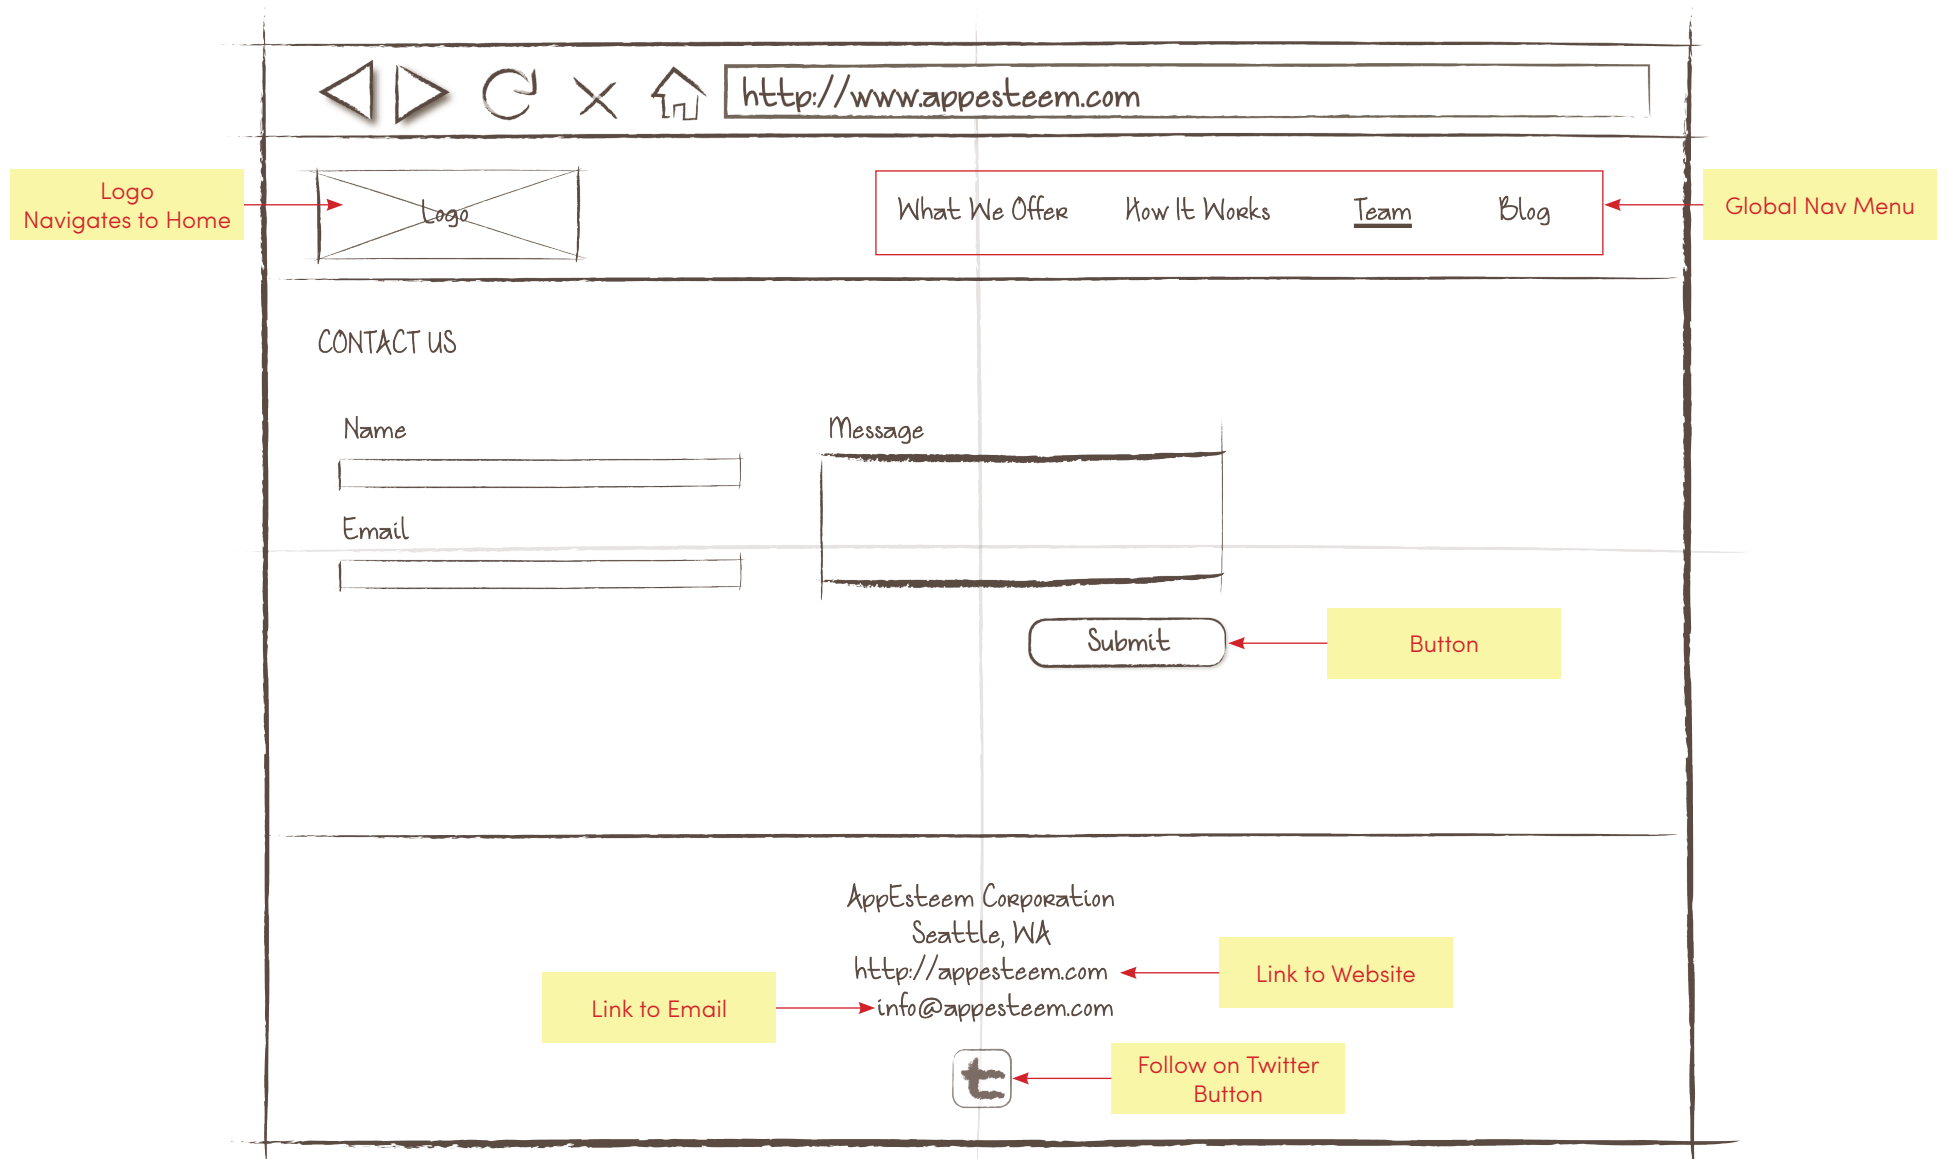 http://www.appesteem.com
Logo
Navigates to Home
Logo
What We Offer How It Works Team Blog
Global Nav Menu
CONTACT US
Name
Message
Email
Submit
Button
AppEsteem Corporation
Seattle, WA
http://appesteem.com
Link to Website
Link to Email
info@appesteem.com
t
Follow on Twitter
Button